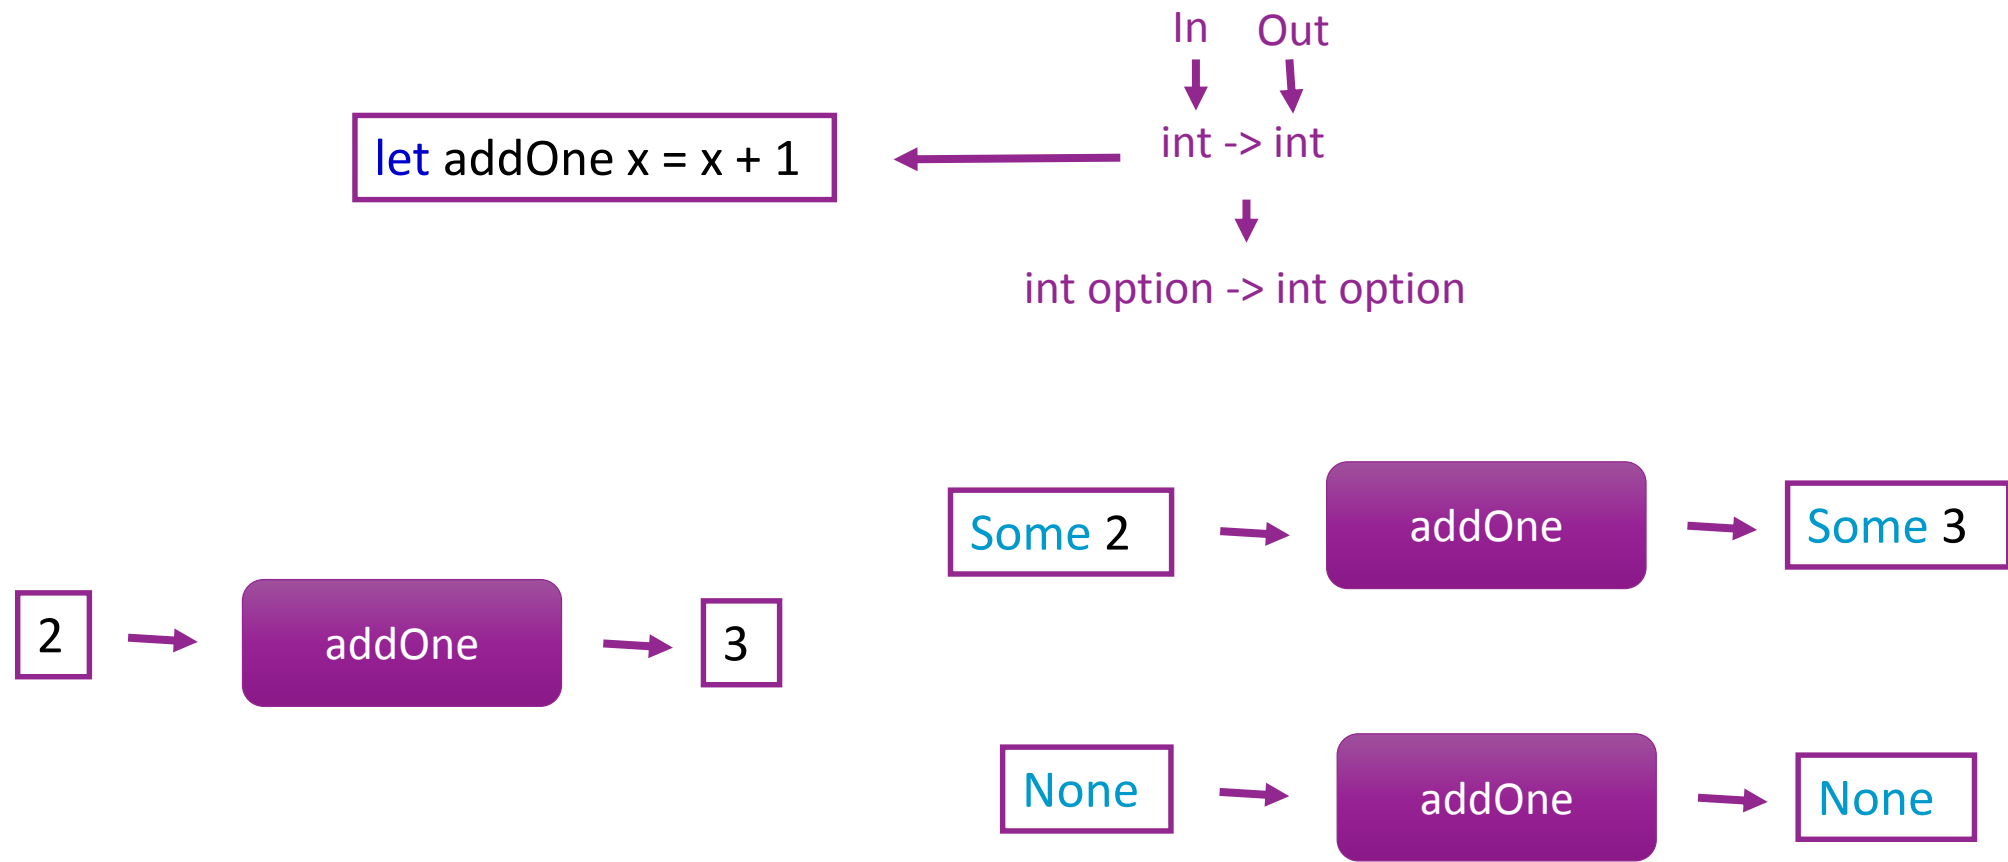 In Out
let addOne x = x + 1
int -> int
int option -> int option
Some 2
addOne
Some 3
2
addOne
3
None
addOne
None